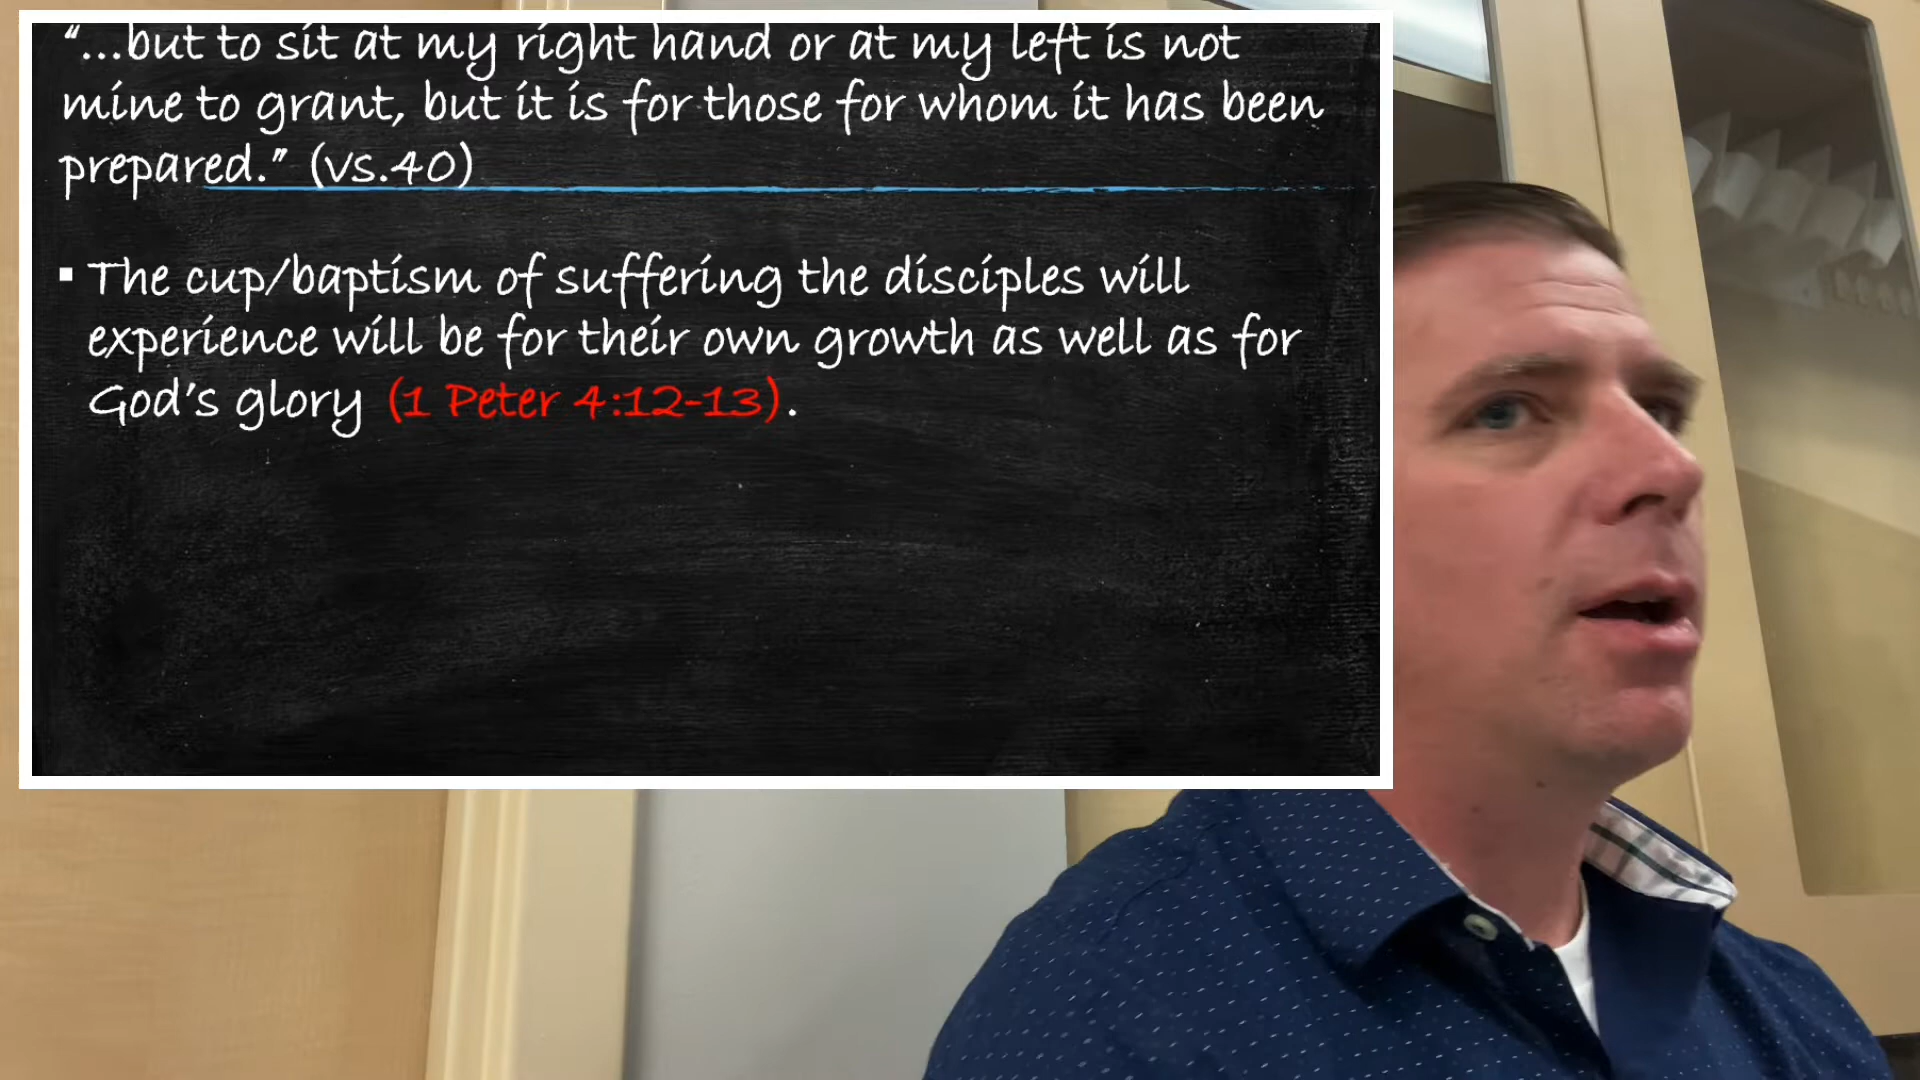 “...but to sit at my right hand or at my left is not
mine to grant, but it is for those for whom it has been
prepared.” (vs.40)
▪ The cup/baptism of suffering the disciples will
experience will be for their own growth as well as for
God’s glory (1 Peter 4:12-13).